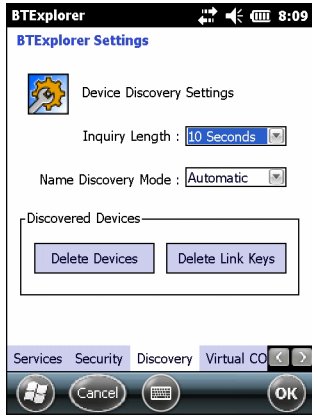 BTExplorer 8:09
BTExplorer Settings
Device Discovery Settings
Inquiry Length : 10 Seconds
Name Discovery Mode : Automatic
Discovered Devices
Delete Devices Delete Link Keys
Services Security Discovery Virtual CO
Cancel OK